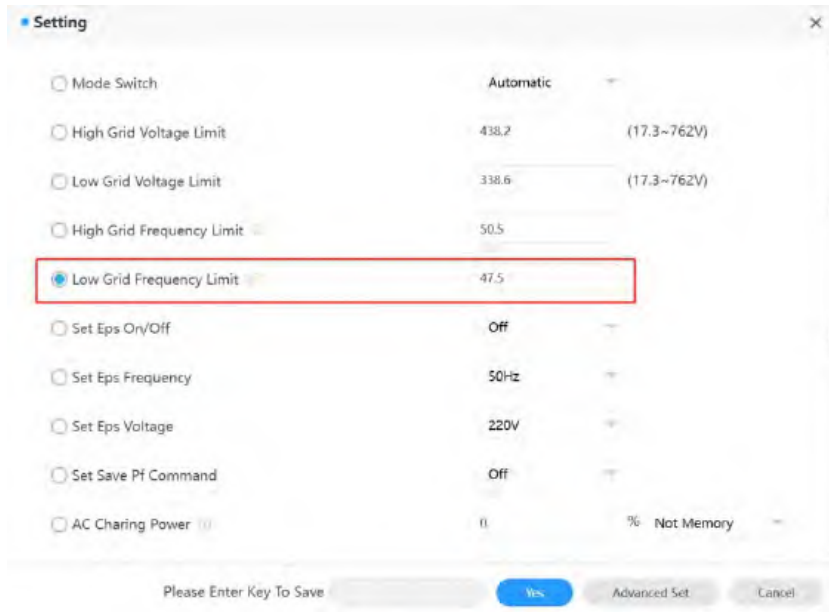 Setting
Mode Switch Automatic
High Grid Voltage Limit 438.2 (17.3~762V)
Low Grid Voltage Limit 338.6 (17.3~762V)
High Grid Frequency Limit 50.5
Low Grid Frequency Limit 47.5
Set Eps On/Off Off
Set Eps Frequency 50Hz
Set Eps Voltage 220V
Set Save Pf Command Off
AC Charing Power 0 % Not Memory
Please Enter Key To Save Yes Advanced Set Cancel